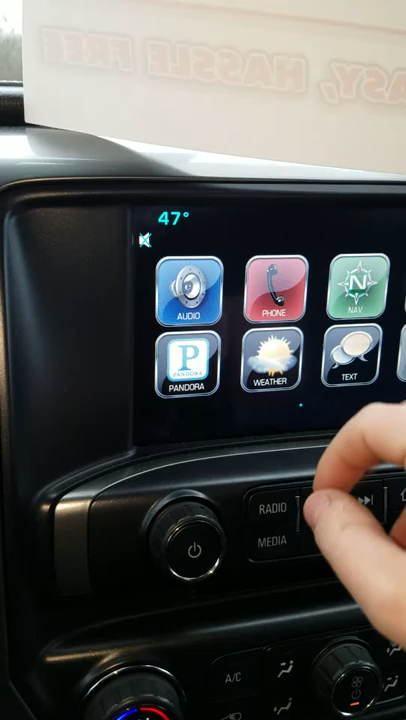 EASY, HASSLE FREE
47°
AUDIO
PHONE
N
NAV
P
PANDORA
PANDORA
WEATHER
TEXT
RADIO
MEDIA
A/C